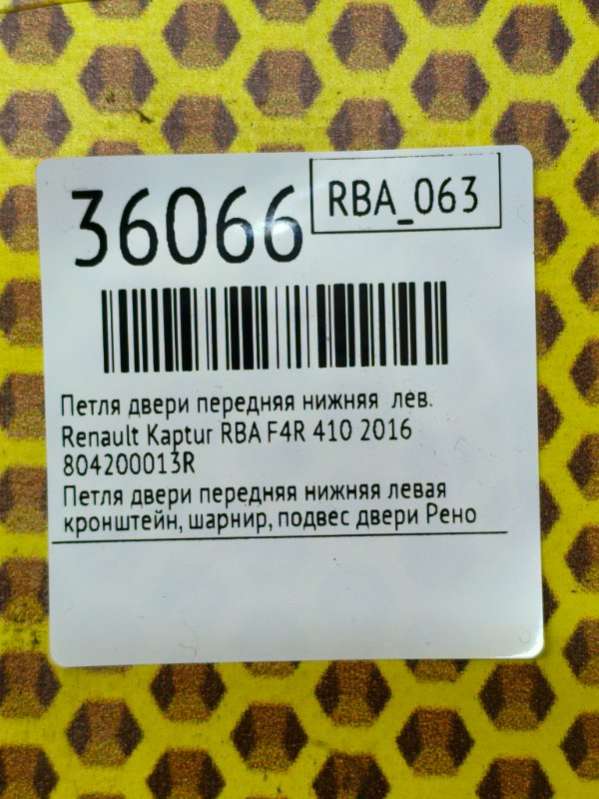 36066
RBA_063
Петля двери передняя нижняя лев.
Renault Kaptur RBA F4R 410 2016
804200013R
Петля двери передняя нижняя левая
кронштейн, шарнир, подвес двери Рено